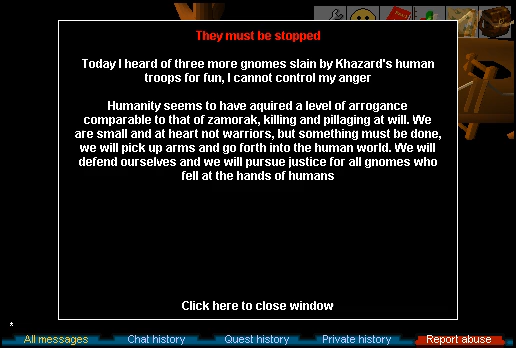 They must be stopped
Today I heard of three more gnomes slain by Khazard's human
troops for fun, I cannot control my anger
Humanity seems to have aquired a level of arrogance
comparable to that of zamorak, killing and pillaging at will. We
are small and at heart not warriors, but something must be done,
we will pick up arms and go forth into the human world. We will
defend ourselves and we will pursue justice for all gnomes who
fell at the hands of humans
Click here to close window
*
All messages Chat history Quest history Private history Report abuse